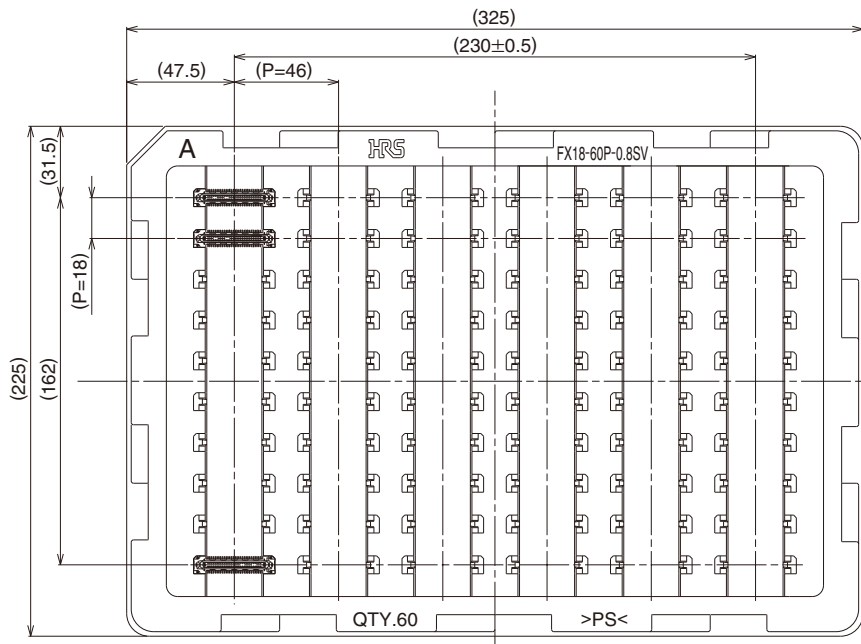 (325)
(230±0.5)
(47.5)
(P=46)
(31.5)
A
HRS
FX18-60P-0.8SV
(P=18)
(225)
(162)
QTY.60
>PS<